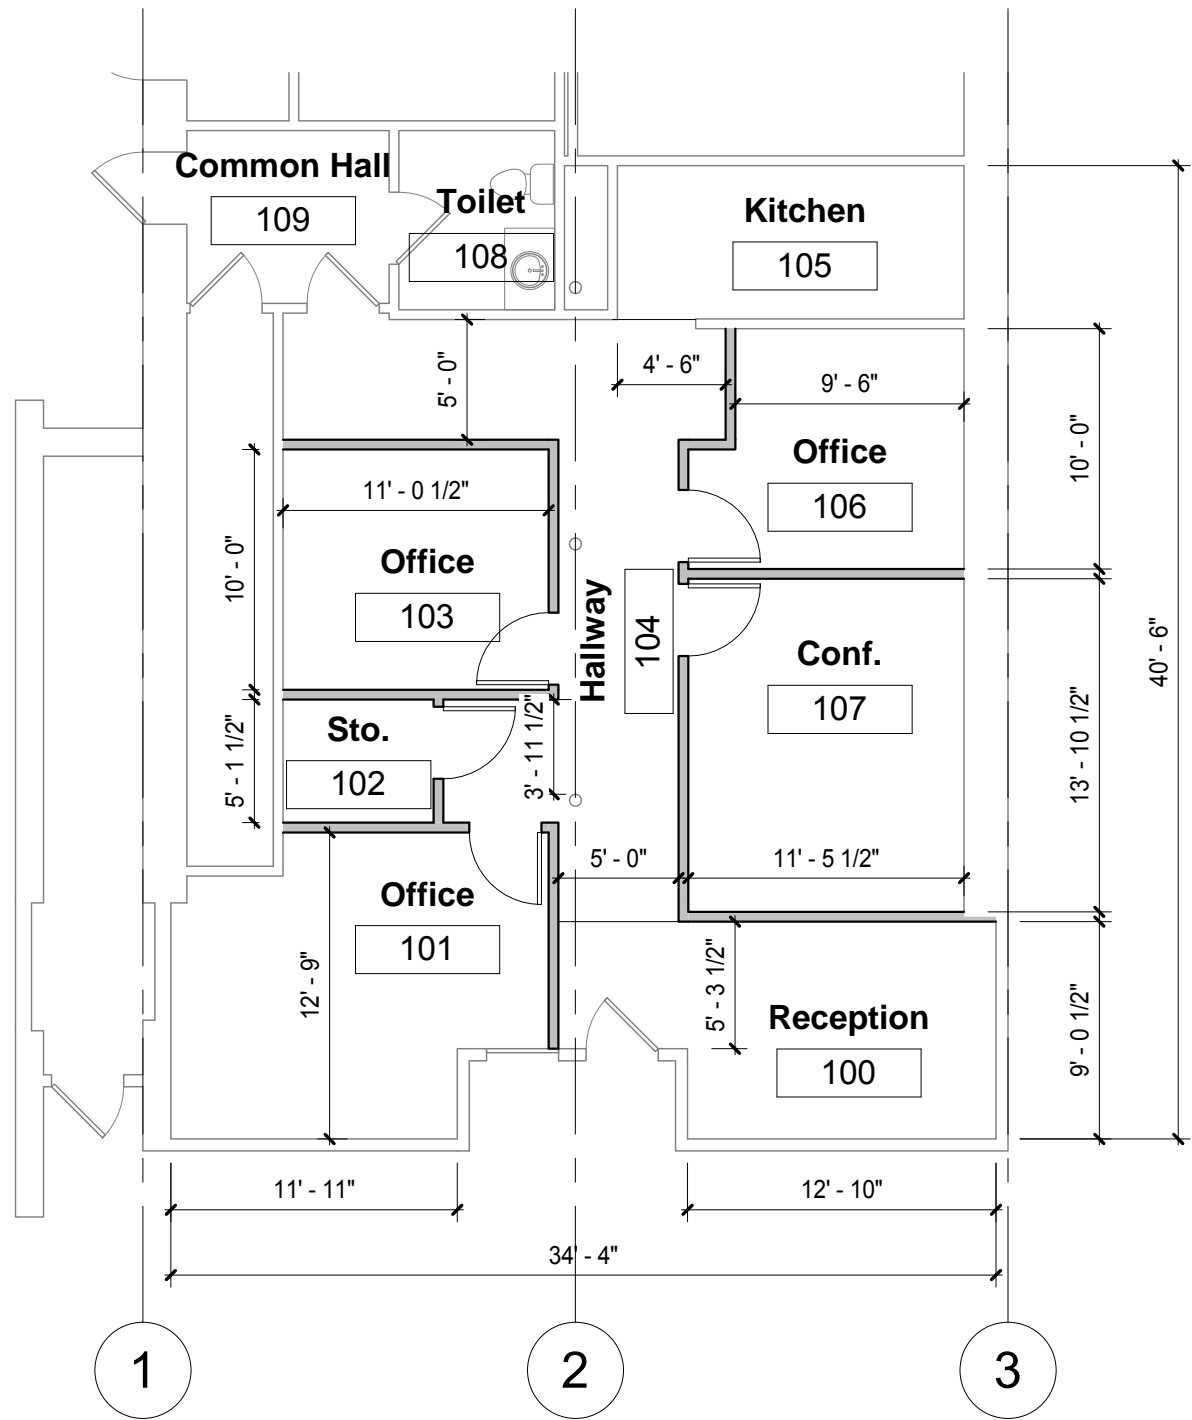 Common Hall
109
Toilet
108
Kitchen
105
5' - 0"
4' - 6"
9' - 6"
10' - 0"
Office
106
11' - 0 1/2"
10' - 0"
Office
103
Hallway
104
40' - 6"
Conf.
107
13' - 10 1/2"
5' - 1 1/2"
Sto.
102
3' - 11 1/2"
5' - 0"
11' - 5 1/2"
Office
101
12' - 9"
5' - 3 1/2"
Reception
100
9' - 0 1/2"
11' - 11"
12' - 10"
34' - 4"
1
2
3